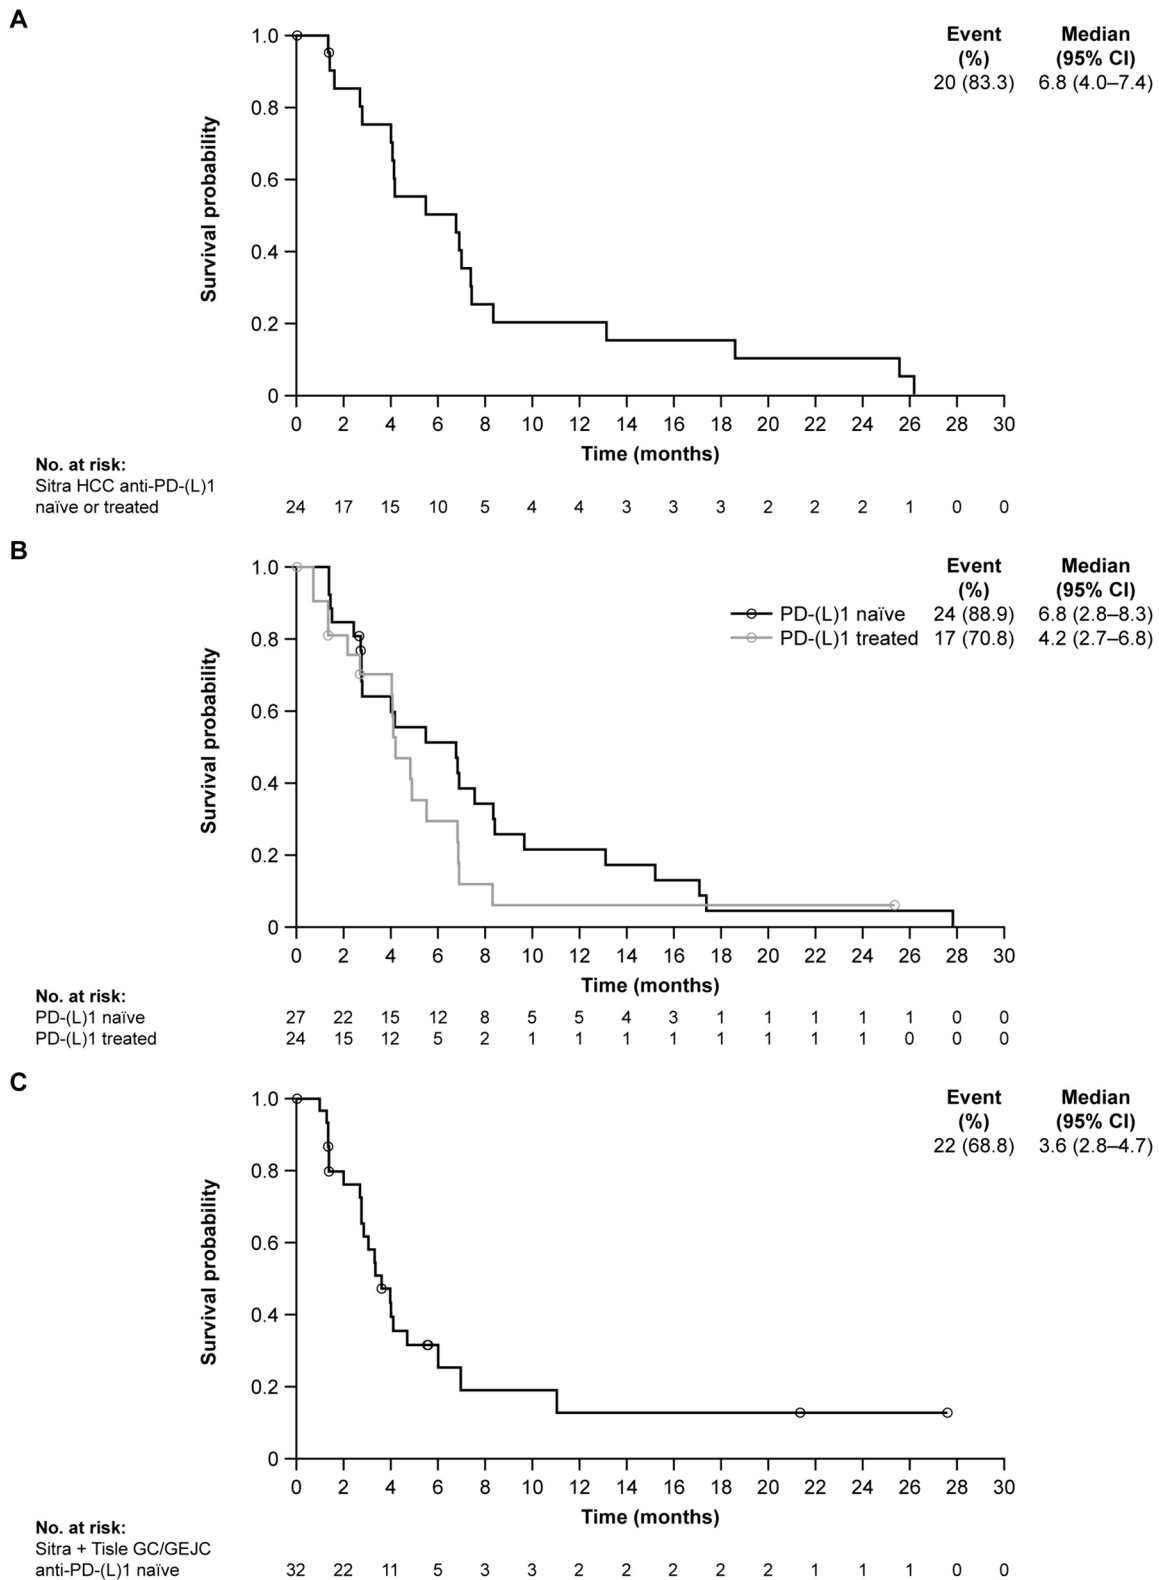 A
Event
(%)
Median
(95% CI)
20 (83.3)
6.8 (4.0–7.4)
Survival probability
1.0
0.8
0.6
0.4
0.2
0
0 2 4 6 8 10 12 14 16 18 20 22 24 26 28 30
Time (months)
No. at risk:
Sitra HCC anti-PD-(L)1
naïve or treated 24 17 15 10 5 4 4 3 3 3 2 2 2 1 0 0
B
Event
(%)
Median
(95% CI)
PD-(L)1 naïve 24 (88.9) 6.8 (2.8–8.3)
PD-(L)1 treated 17 (70.8) 4.2 (2.7–6.8)
Survival probability
1.0
0.8
0.6
0.4
0.2
0
0 2 4 6 8 10 12 14 16 18 20 22 24 26 28 30
Time (months)
No. at risk:
PD-(L)1 naïve 27 22 15 12 8 5 5 4 3 1 1 1 1 1 0 0
PD-(L)1 treated 24 15 12 5 2 1 1 1 1 1 1 1 1 0 0 0
C
Event
(%)
Median
(95% CI)
22 (68.8)
3.6 (2.8–4.7)
Survival probability
1.0
0.8
0.6
0.4
0.2
0
0 2 4 6 8 10 12 14 16 18 20 22 24 26 28 30
Time (months)
No. at risk:
Sitra + Tisle GC/GEJC
anti-PD-(L)1 naïve 32 22 11 5 3 3 2 2 2 2 2 1 1 1 0 0